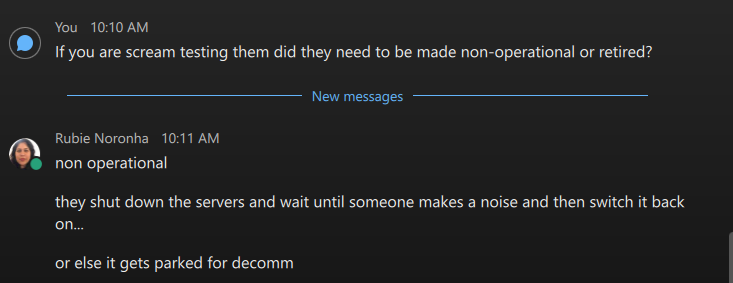 You 10:10 AM
If you are scream testing them did they need to be made non-operational or retired?
New messages
Rubie Noronha 10:11 AM
non operational
they shut down the servers and wait until someone makes a noise and then switch it back
on...
or else it gets parked for decomm